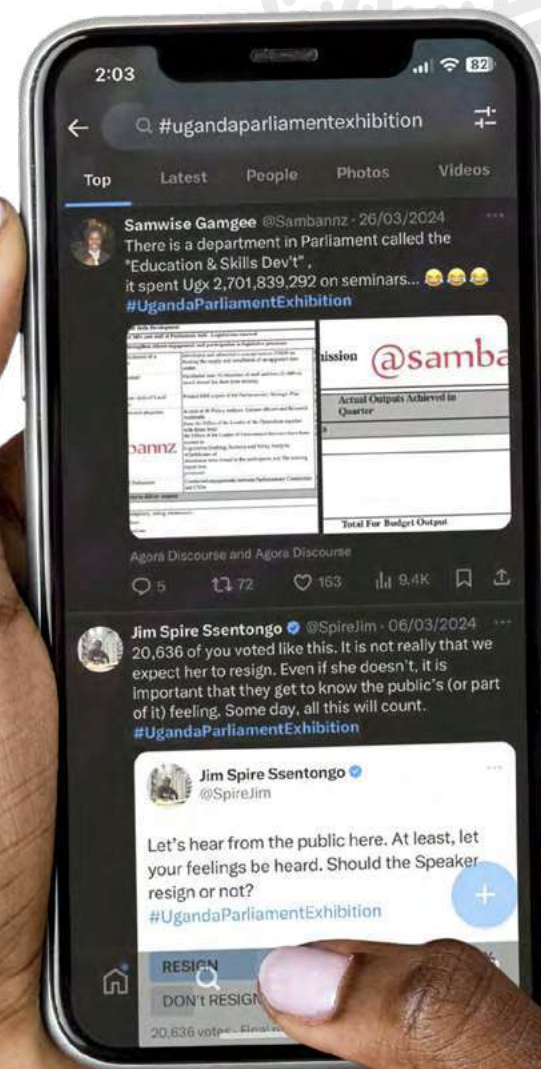 2:03
82
#ugandaparliamentexhibition
Top Latest People Photos Videos
Samwise Gamgee @Sambannz · 26/03/2024
There is a department in Parliament called the
"Education & Skills Dev't" ,
it spent Ugx 2,701,839,292 on seminars... 😂😂😂
#UgandaParliamentExhibition
bannz
ission @samba
Actual Outputs Achieved in
Quarter
Total For Budget Output
Agora Discourse and Agora Discourse
5 72 163 9.4K
Jim Spire Ssentongo @SpireJim · 06/03/2024
20,636 of you voted like this. It is not really that we
expect her to resign. Even if she doesn't, it is
important that they get to know the public's (or part
of it) feeling. Some day, all this will count.
#UgandaParliamentExhibition
Jim Spire Ssentongo
@SpireJim
Let's hear from the public here. At least, let
your feelings be heard. Should the Speaker
resign or not?
#UgandaParliamentExhibition
RESIGN
DON't RESIGN
20,636 votes